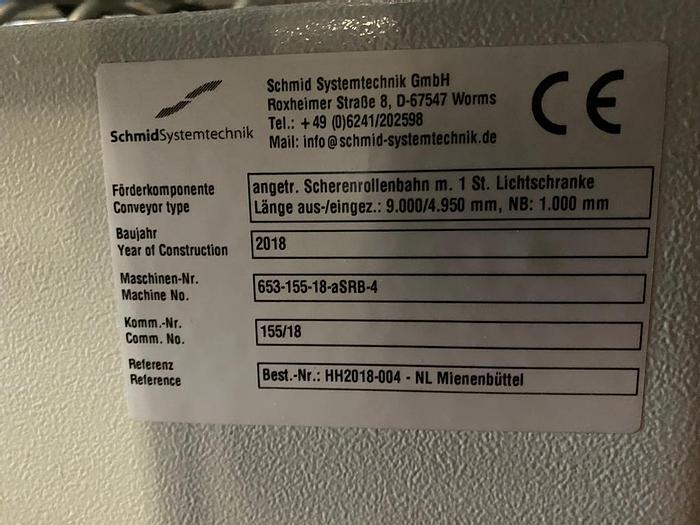 SchmidSystemtechnik
Schmid Systemtechnik GmbH
Roxheimer Straße 8, D-67547 Worms
Tel.: +49 (0)6241/202598
Mail: info@schmid-systemtechnik.de
CE
Förderkomponente
Conveyor type
angetr. Scherenrollenbahn m. 1 St. Lichtschranke
Länge aus-/eingez.: 9.000/4.950 mm, NB: 1.000 mm
Baujahr
Year of Construction
2018
Maschinen-Nr.
Machine No.
653-155-18-aSRB-4
Komm.-Nr.
Comm. No.
155/18
Referenz
Reference
Best.-Nr.: HH2018-004 - NL Mienenbüttel